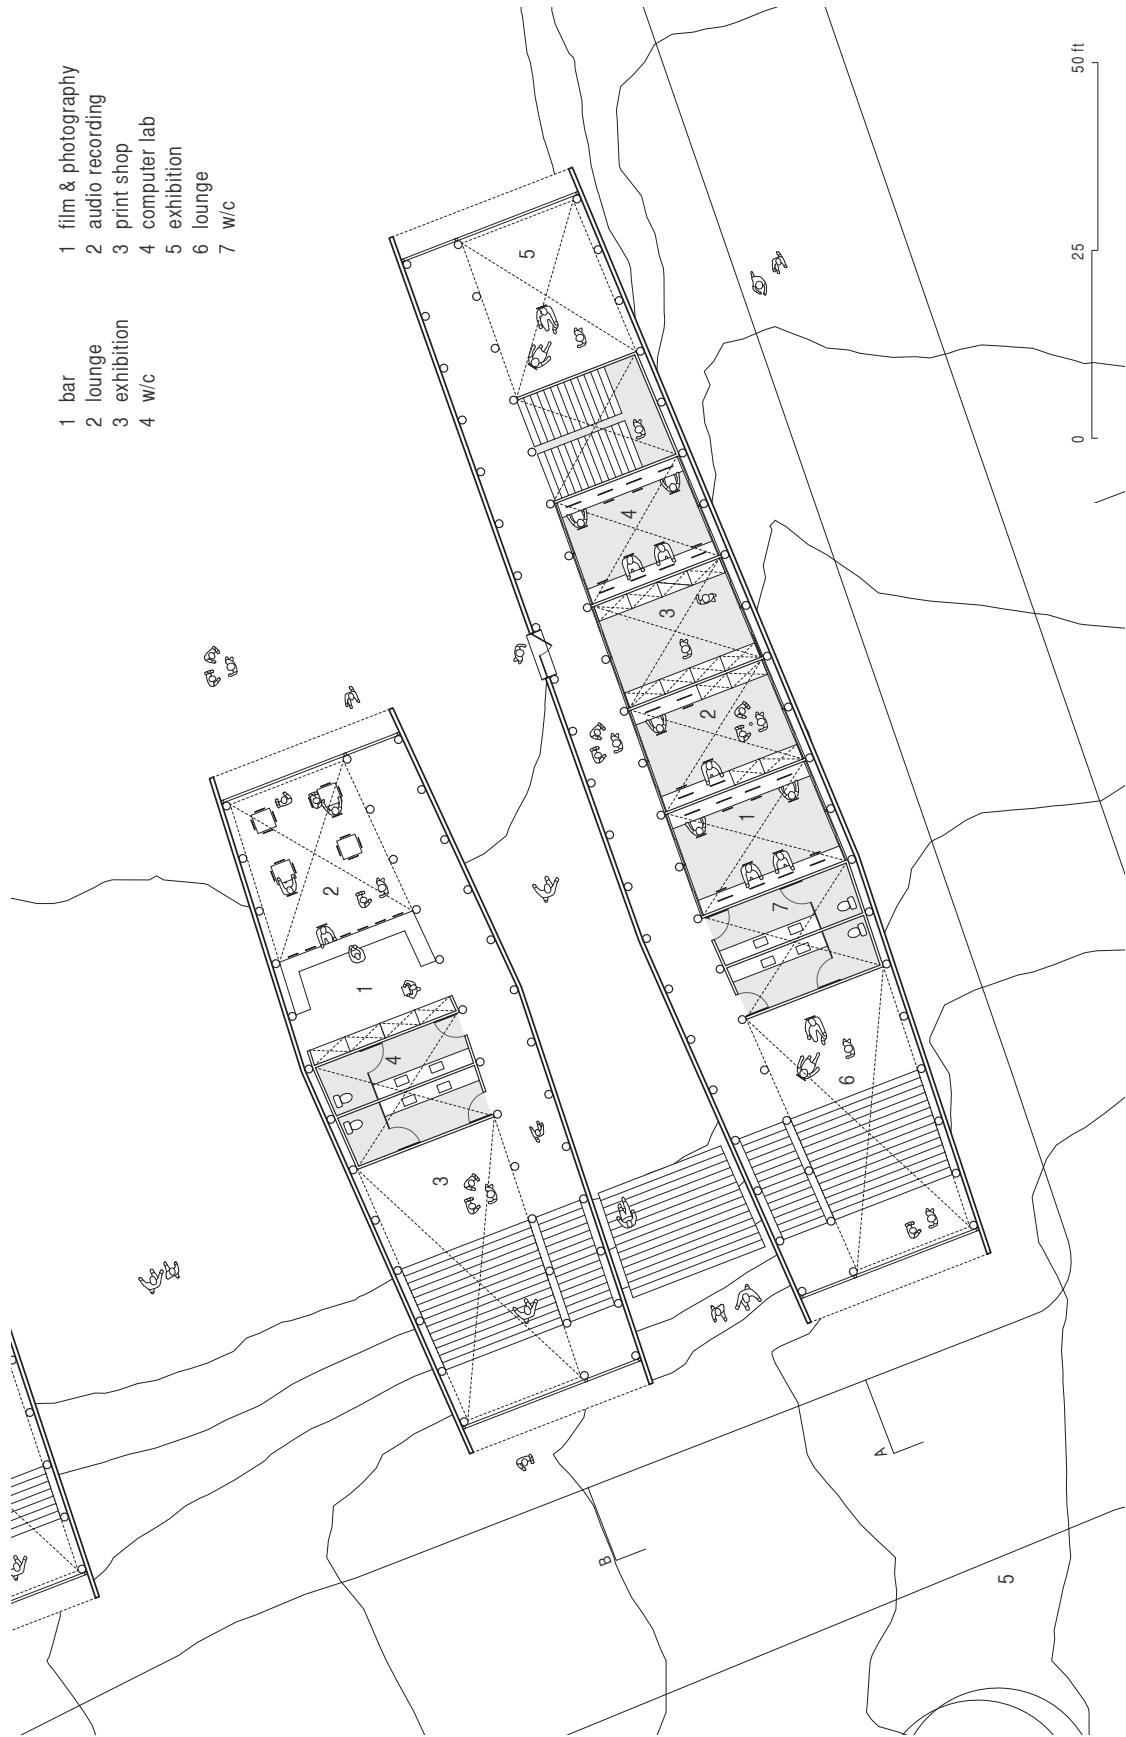 1 bar
2 lounge
3 exhibition
4 w/c
1 film & photography
2 audio recording
3 print shop
4 computer lab
5 exhibition
6 lounge
7 w/c
3
4
1
2
6
7
1
2
3
4
5
B
A
5
0
25
50 ft